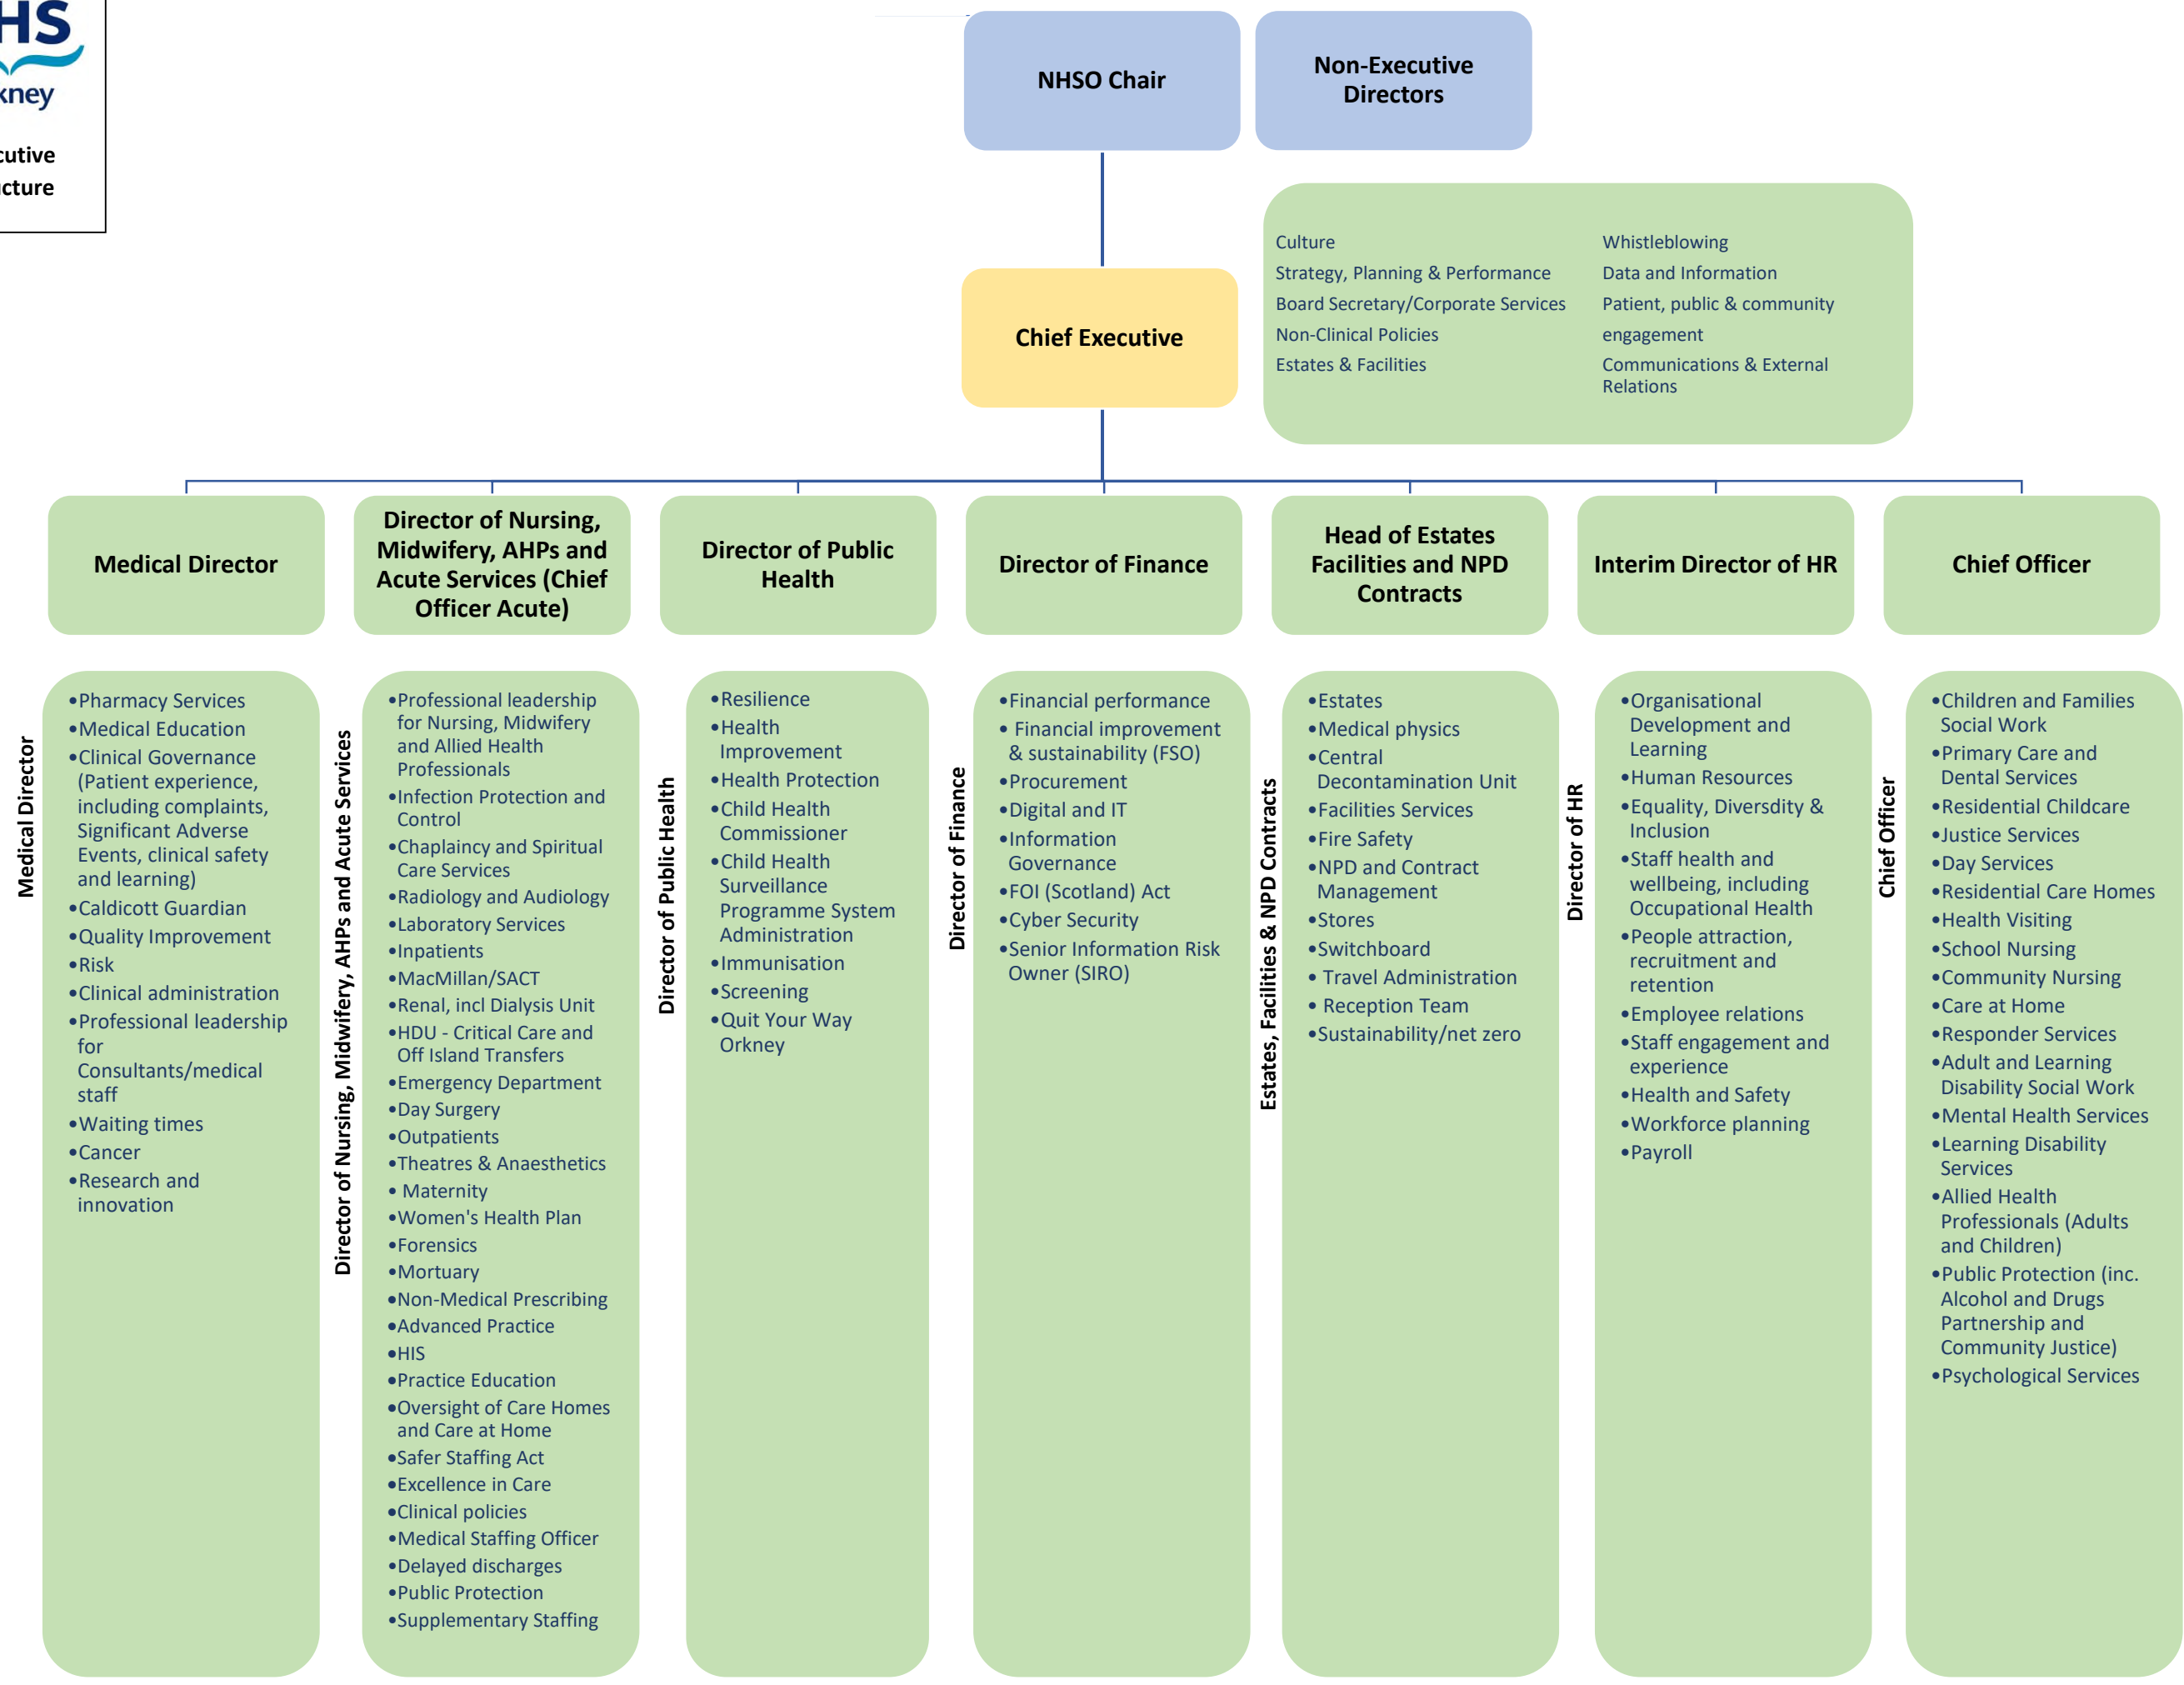 HS
kney
cutive
cture
NHSO Chair
Non-Executive
Directors
Culture
Strategy, Planning & Performance
Board Secretary/Corporate Services
Non-Clinical Policies
Estates & Facilities
Whistleblowing
Data and Information
Patient, public & community
engagement
Communications & External
Relations
Chief Executive
Medical Director
Director of Nursing,
Midwifery, AHPs and
Acute Services (Chief
Officer Acute)
Director of Public
Health
Director of Finance
Head of Estates
Facilities and NPD
Contracts
Interim Director of HR
Chief Officer
Medical Director
•Pharmacy Services
•Medical Education
•Clinical Governance
(Patient experience,
including complaints,
Significant Adverse
Events, clinical safety
and learning)
•Caldicott Guardian
•Quality Improvement
•Risk
•Clinical administration
•Professional leadership
for
Consultants/medical
staff
•Waiting times
•Cancer
•Research and
innovation
Director of Nursing, Midwifery, AHPs and Acute Services
•Professional leadership
for Nursing, Midwifery
and Allied Health
Professionals
•Infection Protection and
Control
•Chaplaincy and Spiritual
Care Services
•Radiology and Audiology
•Laboratory Services
•Inpatients
•MacMillan/SACT
•Renal, incl Dialysis Unit
•HDU - Critical Care and
Off Island Transfers
•Emergency Department
•Day Surgery
•Outpatients
•Theatres & Anaesthetics
• Maternity
•Women's Health Plan
•Forensics
•Mortuary
•Non-Medical Prescribing
•Advanced Practice
•HIS
•Practice Education
•Oversight of Care Homes
and Care at Home
•Safer Staffing Act
•Excellence in Care
•Clinical policies
•Medical Staffing Officer
•Delayed discharges
•Public Protection
•Supplementary Staffing
Director of Public Health
•Resilience
•Health
Improvement
•Health Protection
•Child Health
Commissioner
•Child Health
Surveillance
Programme System
Administration
•Immunisation
•Screening
•Quit Your Way
Orkney
Director of Finance
•Financial performance
• Financial improvement
& sustainability (FSO)
•Procurement
•Digital and IT
•Information
Governance
•FOI (Scotland) Act
•Cyber Security
•Senior Information Risk
Owner (SIRO)
Estates, Facilities & NPD Contracts
•Estates
•Medical physics
•Central
Decontamination Unit
•Facilities Services
•Fire Safety
•NPD and Contract
Management
•Stores
•Switchboard
• Travel Administration
• Reception Team
•Sustainability/net zero
Director of HR
•Organisational
Development and
Learning
•Human Resources
•Equality, Diversdity &
Inclusion
•Staff health and
wellbeing, including
Occupational Health
•People attraction,
recruitment and
retention
•Employee relations
•Staff engagement and
experience
•Health and Safety
•Workforce planning
•Payroll
Chief Officer
•Children and Families
Social Work
•Primary Care and
Dental Services
•Residential Childcare
•Justice Services
•Day Services
•Residential Care Homes
•Health Visiting
•School Nursing
•Community Nursing
•Care at Home
•Responder Services
•Adult and Learning
Disability Social Work
•Mental Health Services
•Learning Disability
Services
•Allied Health
Professionals (Adults
and Children)
•Public Protection (inc.
Alcohol and Drugs
Partnership and
Community Justice)
•Psychological Services